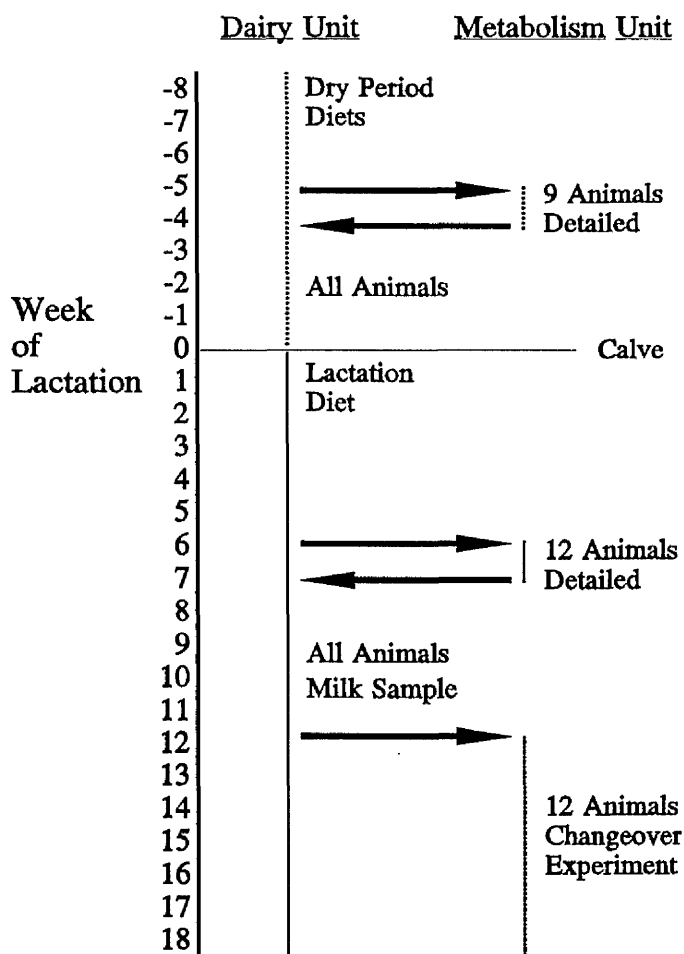 Dairy Unit Metabolism Unit
-8 Dry Period
-7 Diets
-6
-5 9 Animals
-4 Detailed
-3
-2 All Animals
Week
-1
of 0 Calve
Lactation 1 Lactation
2 Diet
3
4
5
6 12 Animals
7 Detailed
8
9 All Animals
10 Milk Sample
11
12
13
14 12 Animals
15 Changeover
16 Experiment
17
18